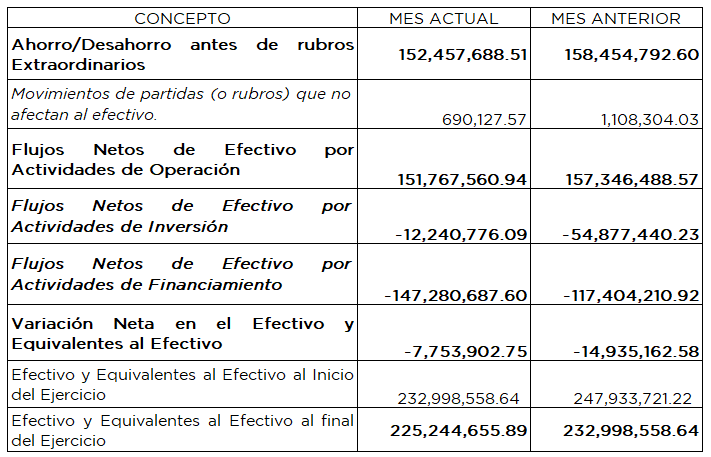 CONCEPTO MES ACTUAL MES ANTERIOR
Ahorro/Desahorro antes de rubros
Extraordinarios 152,457,688.51 158,454,792.60
Movimientos de partidas (o rubros) que no
afectan al efectivo. 690,127.57 1,108,304.03
Flujos Netos de Efectivo por
Actividades de Operación 151,767,560.94 157,346,488.57
Flujos Netos de Efectivo por
Actividades de Inversión -12,240,776.09 -54,877,440.23
Flujos Netos de Efectivo por
Actividades de Financiamiento -147,280,687.60 -117,404,210.92
Variación Neta en el Efectivo y
Equivalentes al Efectivo -7,753,902.75 -14,935,162.58
Efectivo y Equivalentes al Efectivo al Inicio
del Ejercicio 232,998,558.64 247,933,721.22
Efectivo y Equivalentes al Efectivo al final
del Ejercicio 225,244,655.89 232,998,558.64